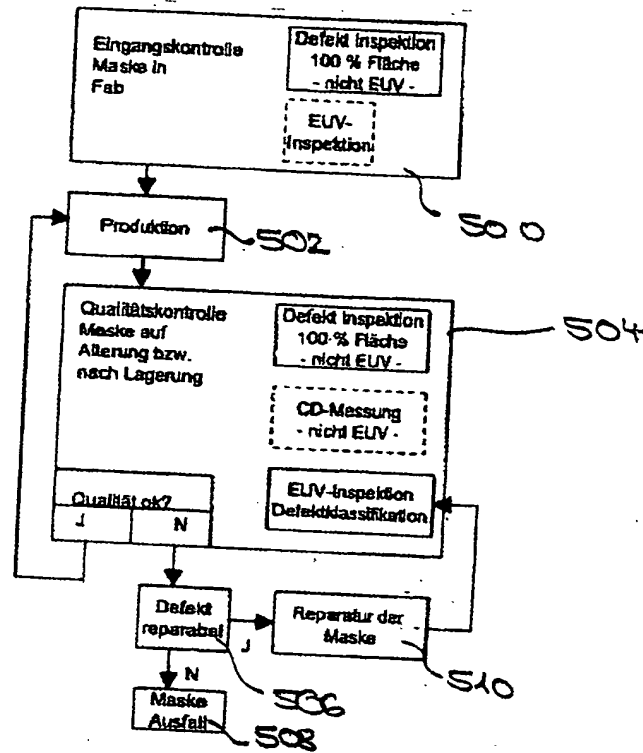 Eingangskontrolle
Maske in
Fab
Defekt Inspektion
100 % Fläche
- nicht EUV -
EUV-
Inspektion
500
Produktion
502
Qualitätskontrolle
Maske auf
Alterung bzw.
nach Lagerung
Defekt Inspektion
100 % Fläche
- nicht EUV -
504
CD-Messung
- nicht EUV -
EUV-Inspektion
Defektklassifikation
Qualität ok?
J N
Defekt
reparabel
J
Reparatur der
Maske
506
510
N
Maske
Ausfall
508